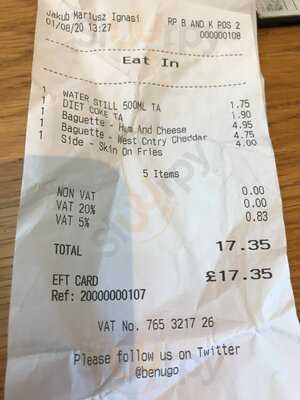 Jakub Mariusz Ignasi RP B AND K POS 2
01/08/20 13:27 000000108
Eat In
1 WATER STILL 500ML TA 1.75
1 DIET COKE TA 1.90
1 Baguette - Ham And Cheese 4.95
1 Baguette - West Cntry Cheddar 4.75
1 Side - Skin On Fries 4.00
5 Items
NON VAT 0.00
VAT 20% 0.00
VAT 5% 0.83
TOTAL 17.35
EFT CARD £17.35
Ref: 20000000107
VAT No. 765 3217 26
Please follow us on Twitter
@benugo